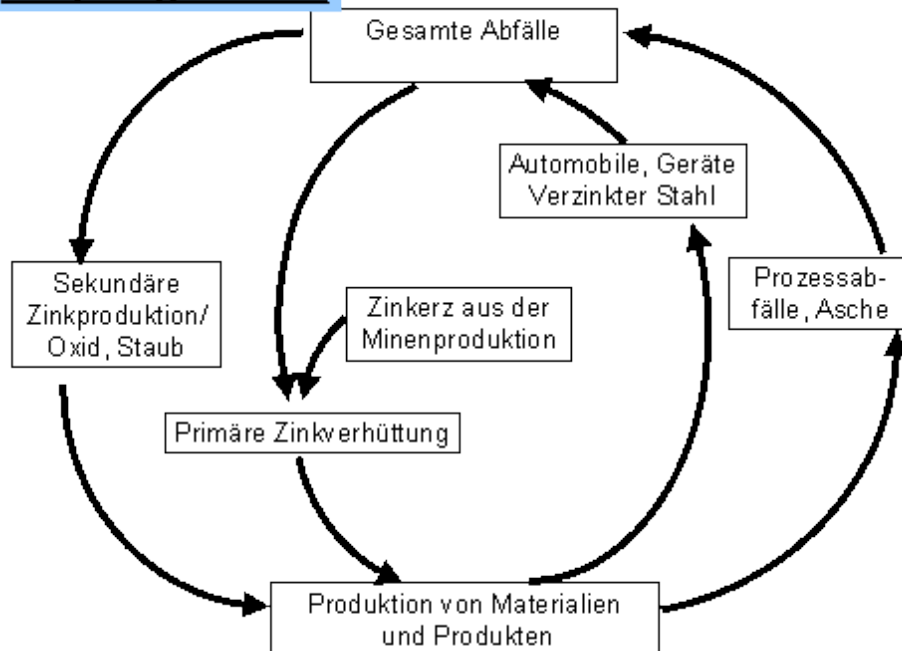 Gesamte Abfälle
Automobile, Geräte
Verzinkter Stahl
Sekundäre
Zinkproduktion/
Oxid, Staub
Zinkerz aus der
Minenproduktion
Prozessab-
fälle, Asche
Primäre Zinkverhüttung
Produktion von Materialien
und Produkten